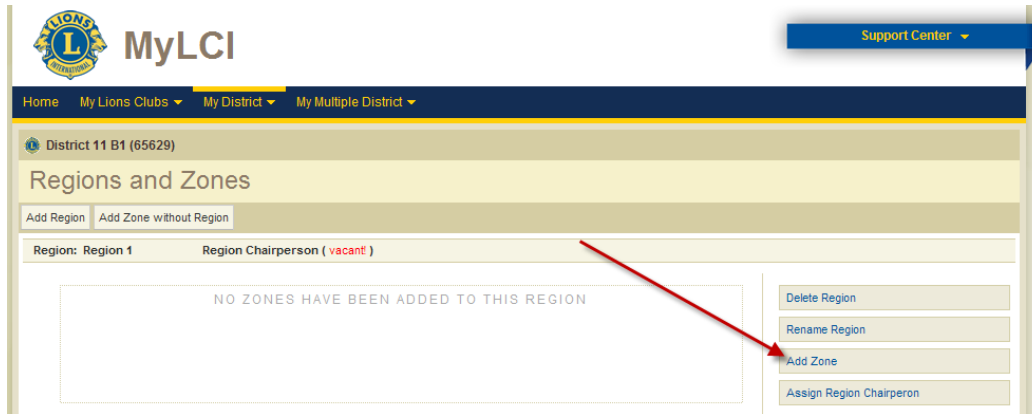 LIONS
L
INTERNATIONAL
MyLCI
Support Center
Home My Lions Clubs My District My Multiple District
District 11 B1 (65629)
Regions and Zones
Add Region Add Zone without Region
Region: Region 1 Region Chairperson ( vacant! )
NO ZONES HAVE BEEN ADDED TO THIS REGION
Delete Region
Rename Region
Add Zone
Assign Region Chairperon